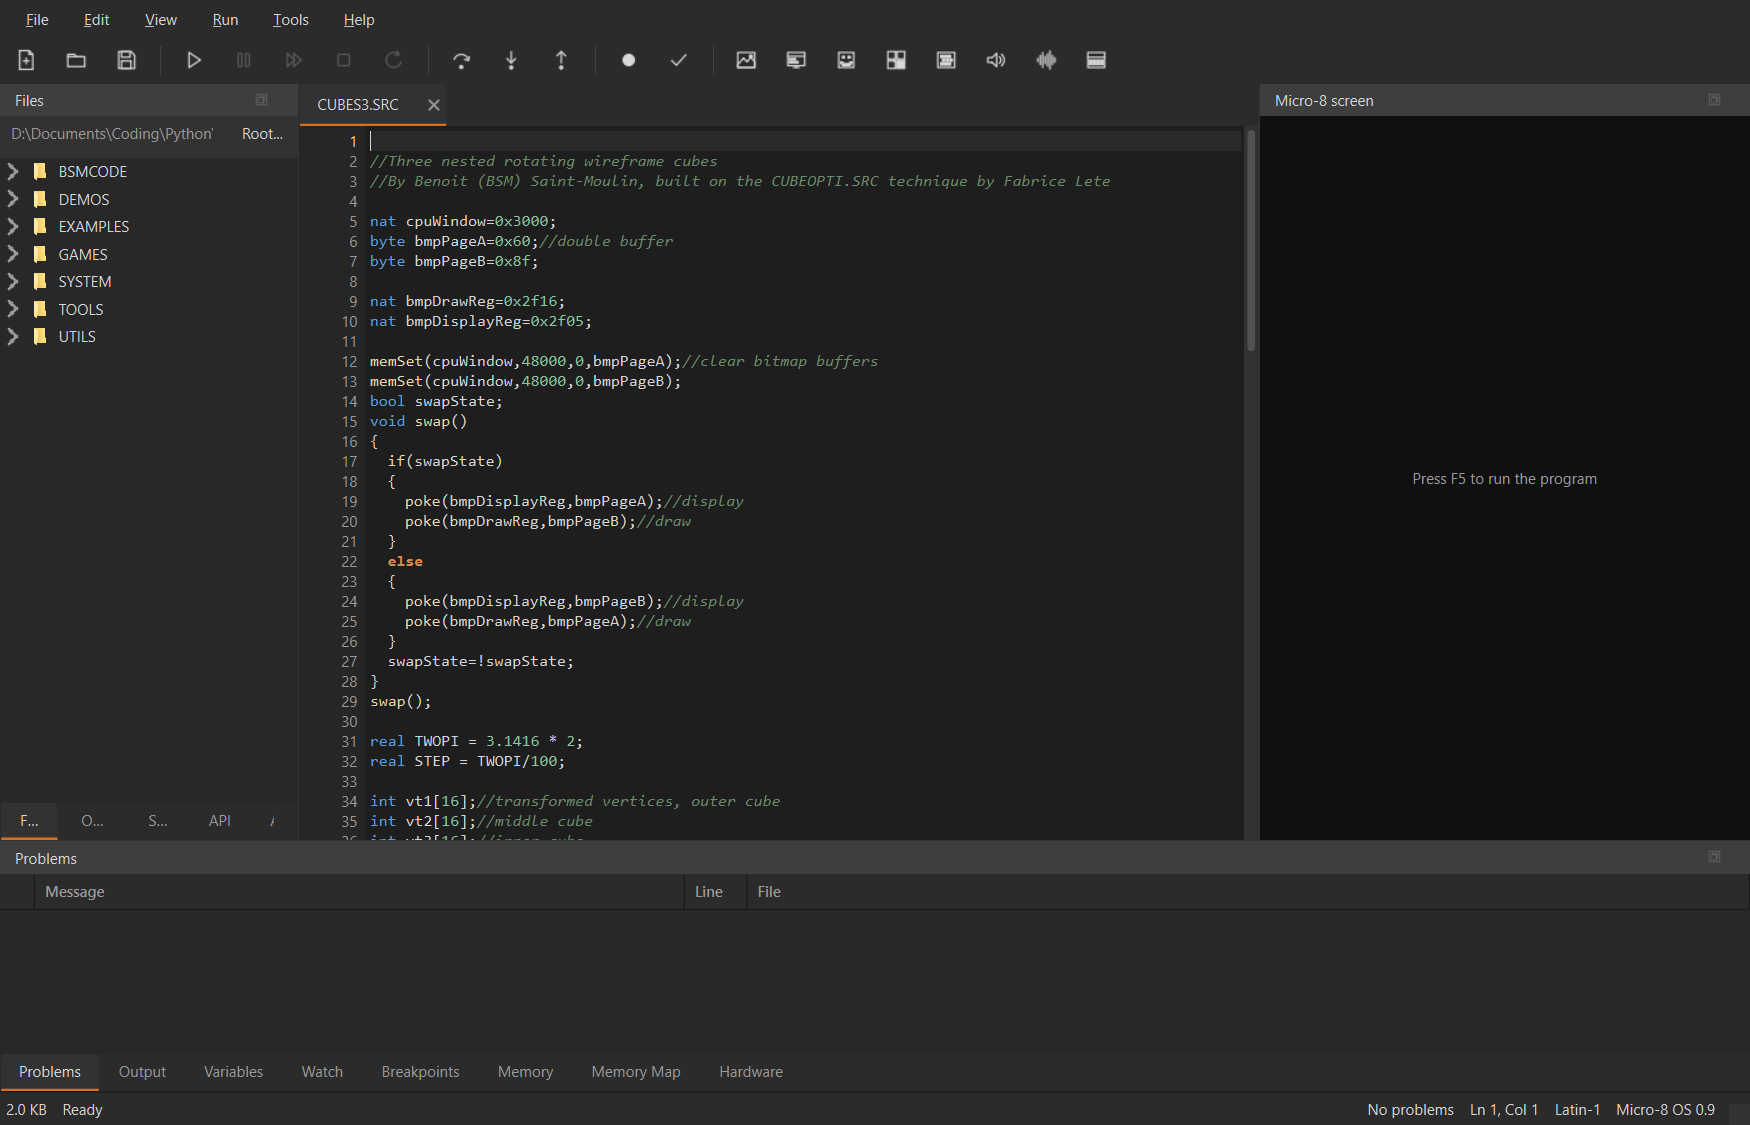 File Edit View Run Tools Help
Files
D:\Documents\Coding\Python\ Root...
BSMCODE
DEMOS
EXAMPLES
GAMES
SYSTEM
TOOLS
UTILS
F... O... S... API
CUBES3.SRC
1
2 //Three nested rotating wireframe cubes
3 //By Benoit (BSM) Saint-Moulin, built on the CUBEOPTI.SRC technique by Fabrice Lete
4
5 nat cpuWindow=0x3000;
6 byte bmpPageA=0x60;//double buffer
7 byte bmpPageB=0x8f;
8
9 nat bmpDrawReg=0x2f16;
10 nat bmpDisplayReg=0x2f05;
11
12 memSet(cpuWindow,48000,0,bmpPageA);//clear bitmap buffers
13 memSet(cpuWindow,48000,0,bmpPageB);
14 bool swapState;
15 void swap()
16 {
17 if(swapState)
18 {
19 poke(bmpDisplayReg,bmpPageA);//display
20 poke(bmpDrawReg,bmpPageB);//draw
21 }
22 else
23 {
24 poke(bmpDisplayReg,bmpPageB);//display
25 poke(bmpDrawReg,bmpPageA);//draw
26 }
27 swapState=!swapState;
28 }
29 swap();
30
31 real TWOPI = 3.1416 * 2;
32 real STEP = TWOPI/100;
33
34 int vt1[16];//transformed vertices, outer cube
35 int vt2[16];//middle cube
36 int vt3[16];//inner cube
Micro-8 screen
Press F5 to run the program
Problems
Message Line File
Problems Output Variables Watch Breakpoints Memory Memory Map Hardware
2.0 KB Ready No problems Ln 1, Col 1 Latin-1 Micro-8 OS 0.9